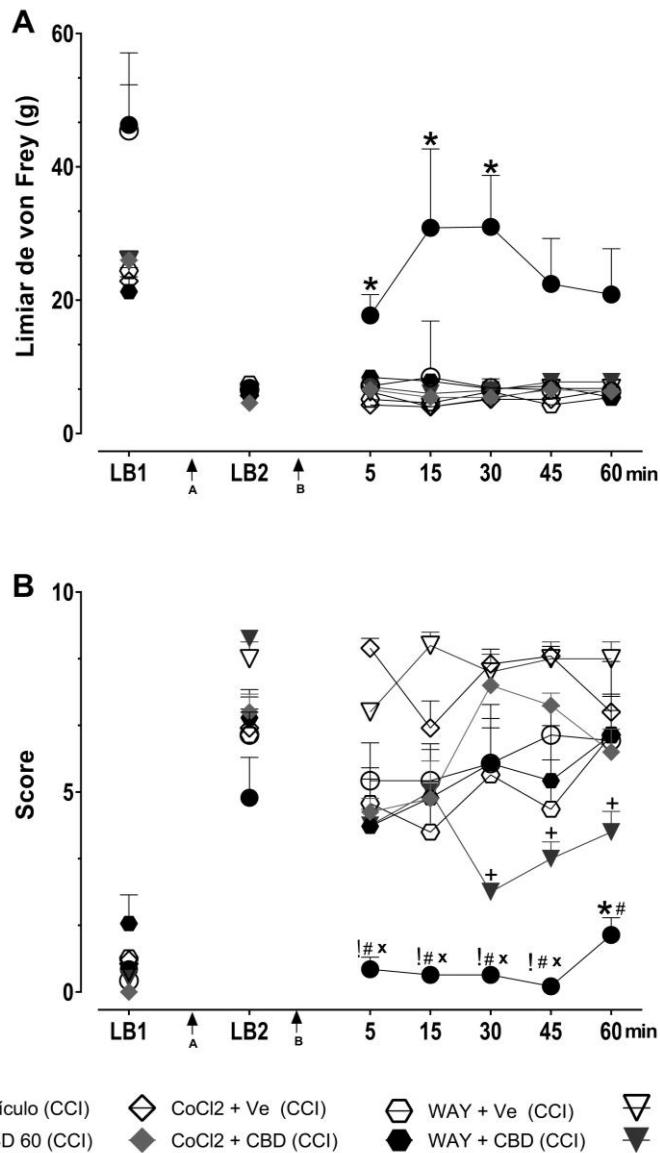 A
60
40
20
0
Limiar de von Frey (g)
*
*
*
LB1 LB2 5 15 30 45 60 min
A B
B
10
5
0
Score
+
+
+
!# x !# x !# x !# x *#
LB1 LB2 5 15 30 45 60 min
A B
ículo (CCI) CoCl2 + Ve (CCI) WAY + Ve (CCI)
D 60 (CCI) CoCl2 + CBD (CCI) WAY + CBD (CCI)